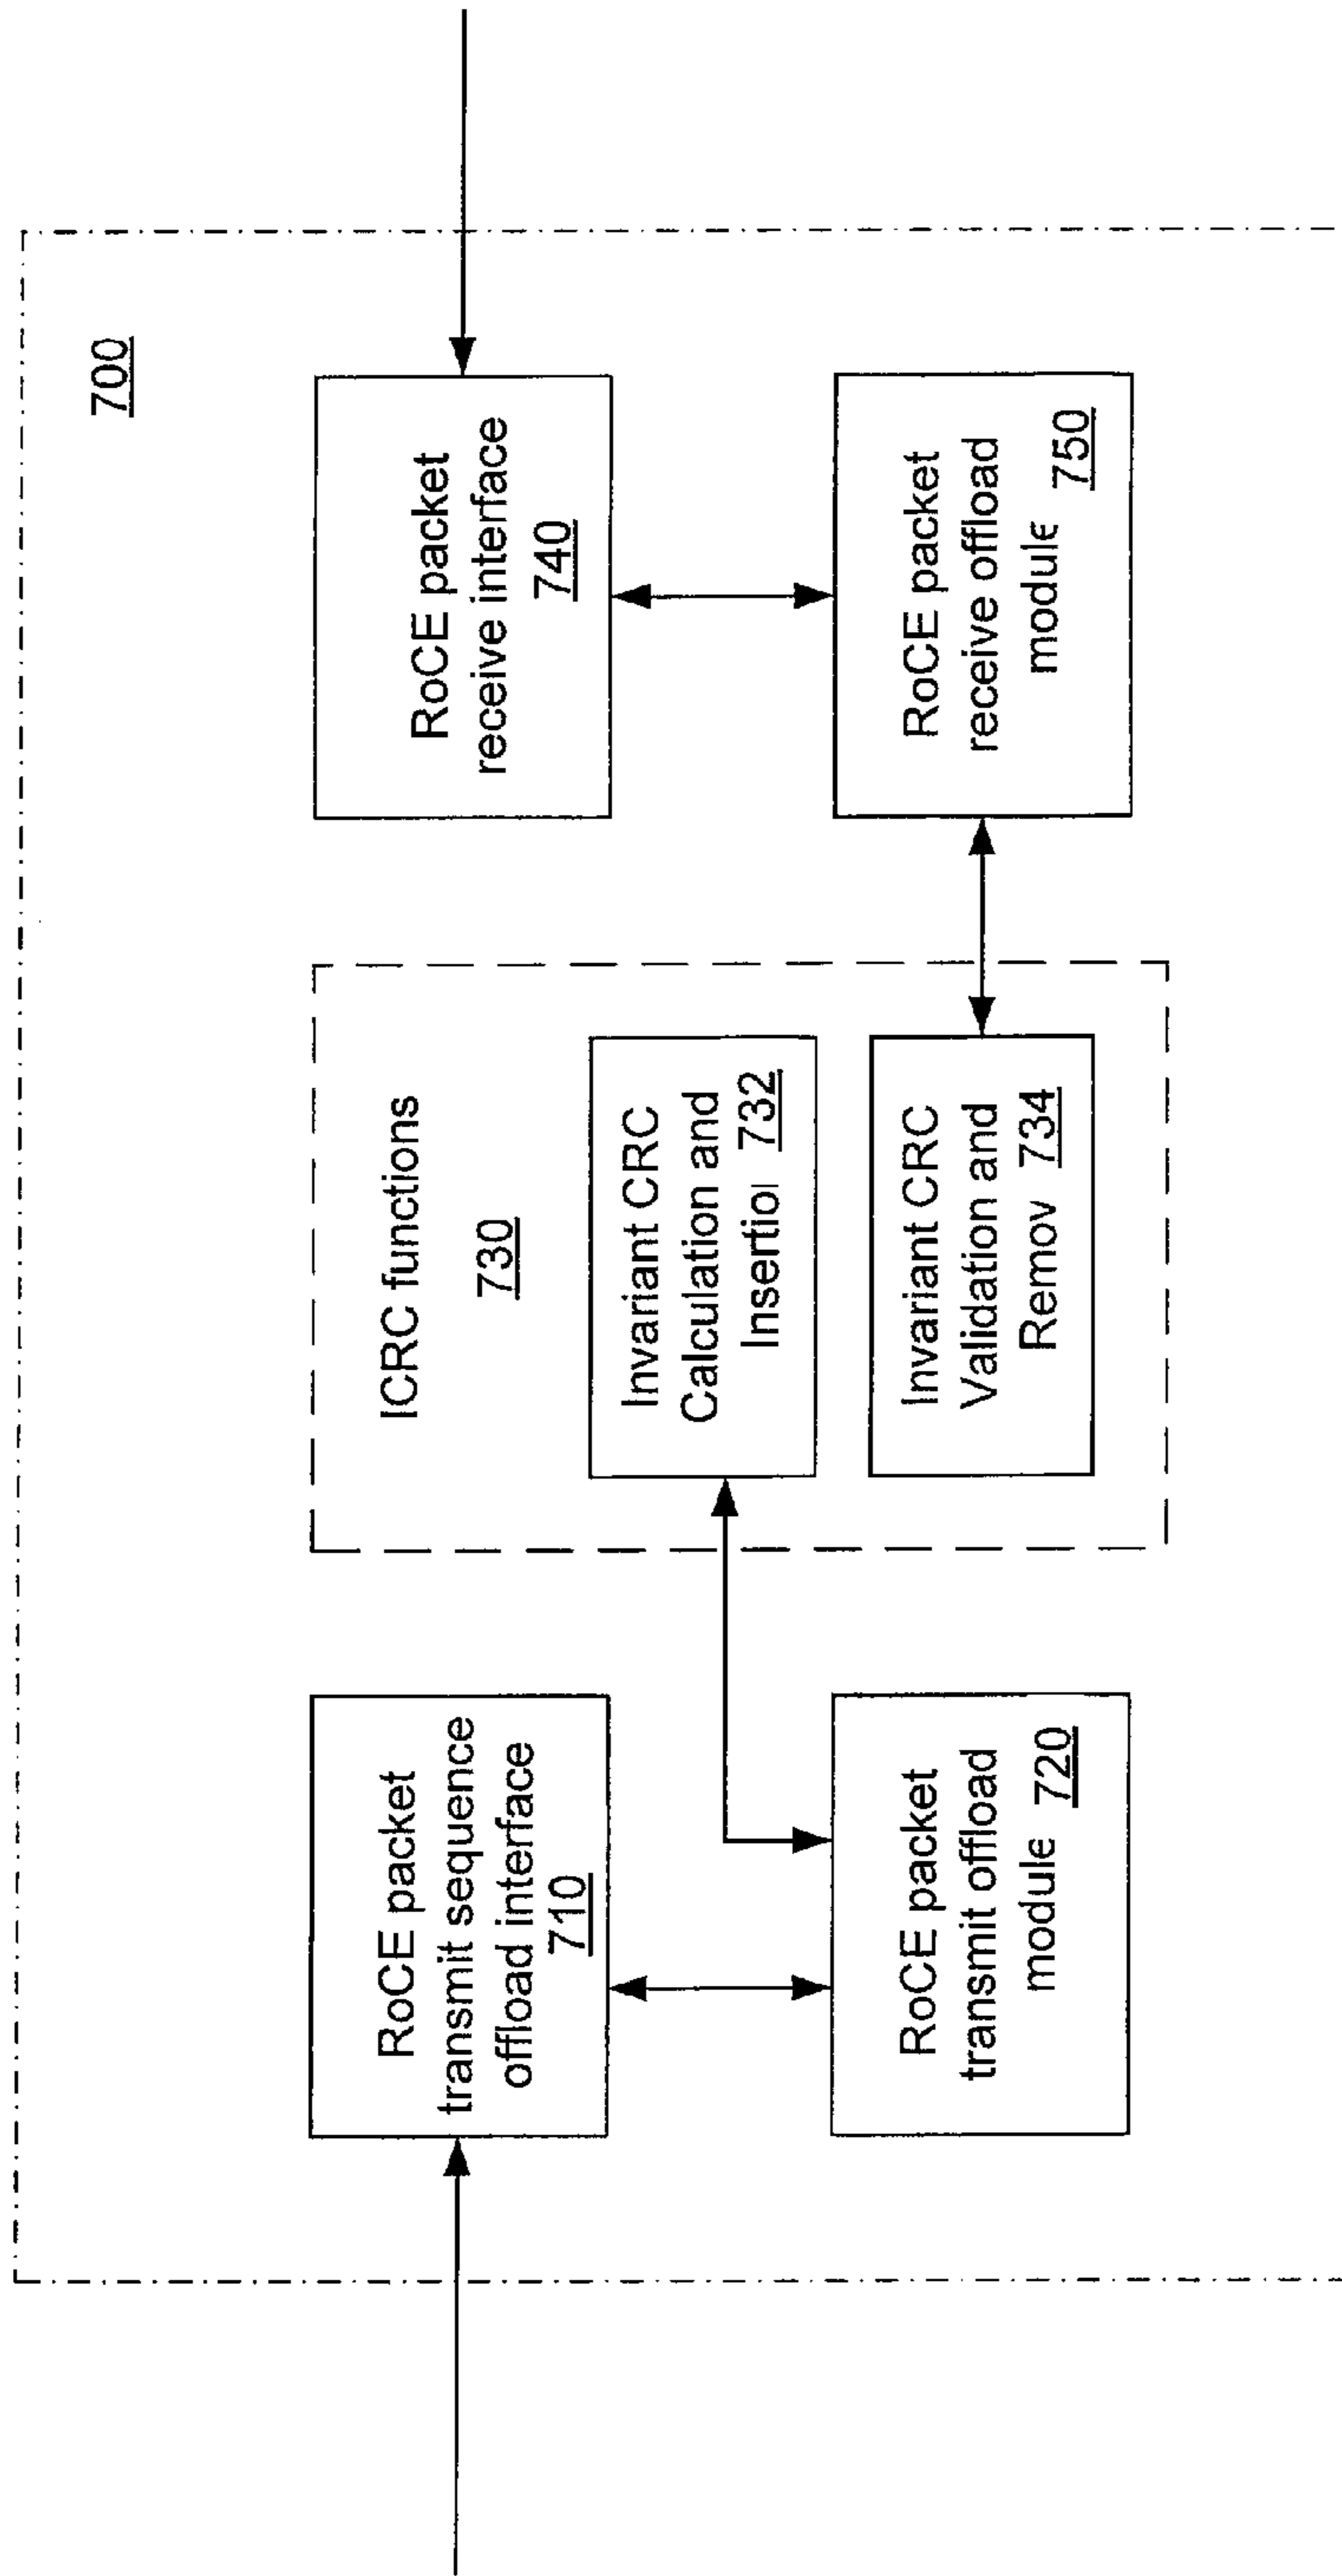 700
RoCE packet
transmit sequence
offload interface
710
RoCE packet
transmit offload
module 720
ICRC functions
730
Invariant CRC
Calculation and
Insertio 732
Invariant CRC
Validation and
Remov 734
RoCE packet
receive interface
740
RoCE packet
receive offload
module 750